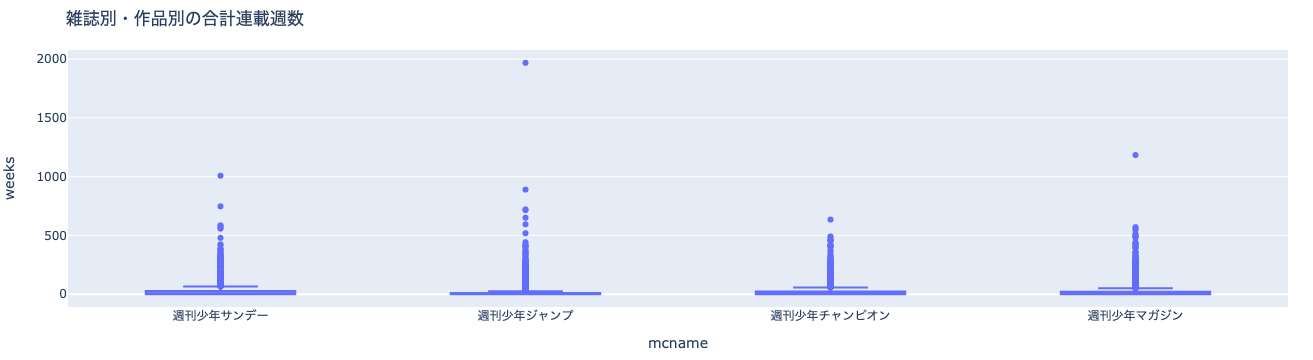 雑誌別・作品別の合計連載週数
2000
1500
1000
500
0
weeks
週刊少年サンデー 週刊少年ジャンプ 週刊少年チャンピオン 週刊少年マガジン
mcname